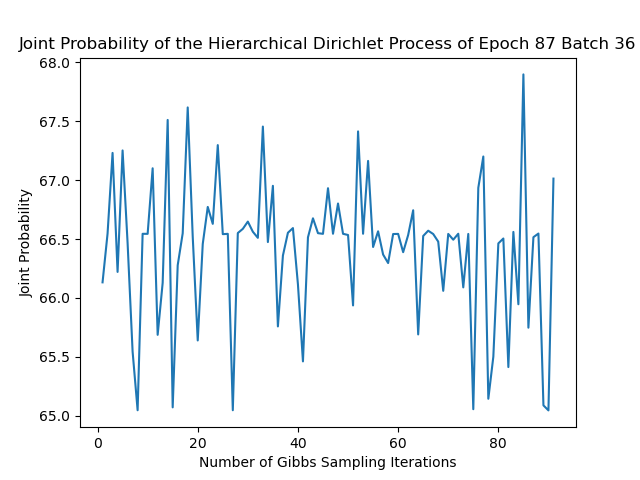 Joint Probability of the Hierarchical Dirichlet Process of Epoch 87 Batch 36
68.0
67.5
67.0
66.5
66.0
65.5
65.0
Joint Probability
0 20 40 60 80
Number of Gibbs Sampling Iterations